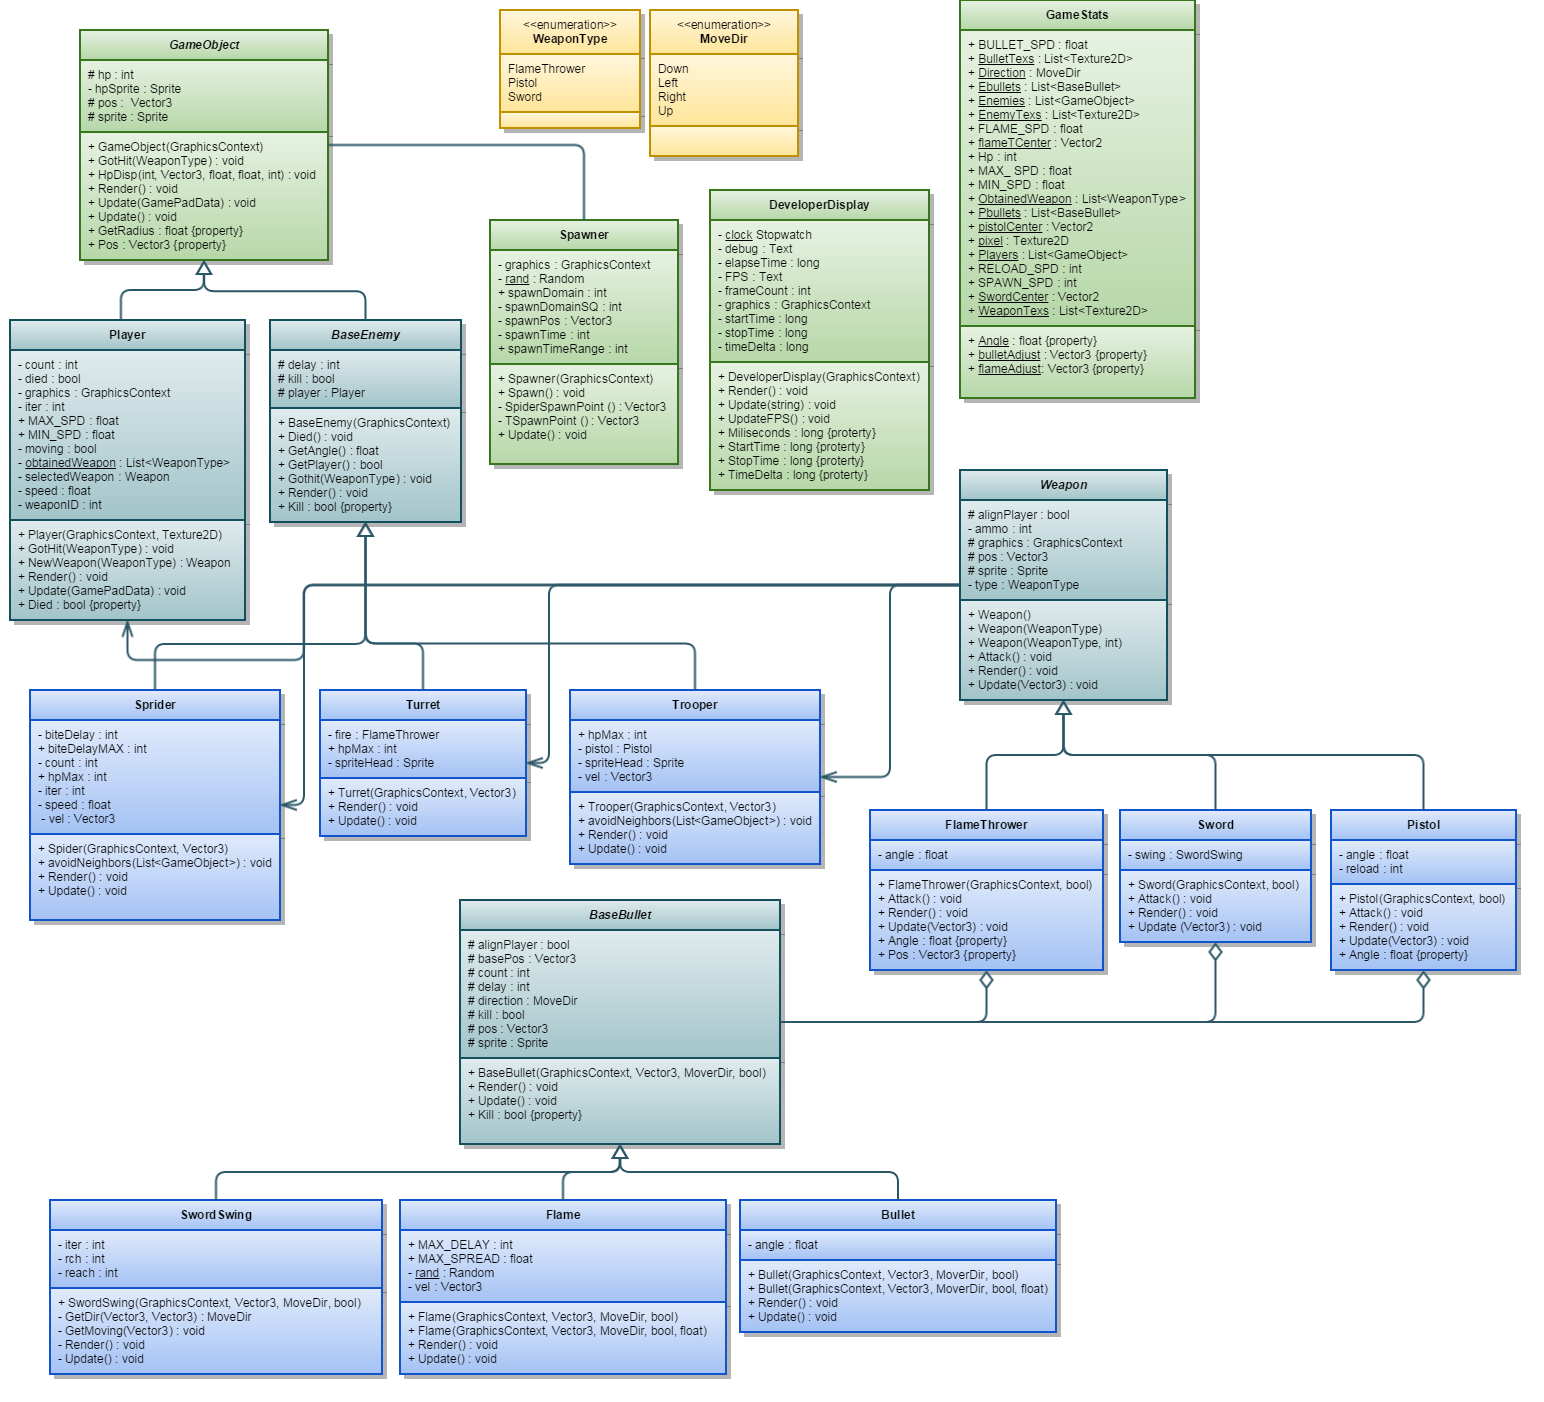 GameObject
# hp : int
- hpSprite : Sprite
# pos :  Vector3
# sprite : Sprite
+ GameObject(GraphicsContext)
+ GotHit(WeaponType) : void
+ HpDisp(int, Vector3, float, float, int) : void
+ Render() : void
+ Update(GamePadData) : void
+ Update() : void
+ GetRadius : float {property}
+ Pos : Vector3 {property}
<<enumeration>>
WeaponType
FlameThrower
Pistol
Sword
<<enumeration>>
MoveDir
Down
Left
Right
Up
GameStats
+ BULLET_SPD : float
+ BulletTexs : List<Texture2D>
+ Direction : MoveDir
+ Ebullets : List<BaseBullet>
+ Enemies : List<GameObject>
+ EnemyTexs : List<Texture2D>
+ FLAME_SPD : float
+ flameTCenter : Vector2
+ Hp : int
+ MAX_ SPD : float
+ MIN_SPD : float
+ ObtainedWeapon : List<WeaponType>
+ Pbullets : List<BaseBullet>
+ pistolCenter : Vector2
+ pixel : Texture2D
+ Players : List<GameObject>
+ RELOAD_SPD : int
+ SPAWN_SPD : int
+ SwordCenter : Vector2
+ WeaponTexs : List<Texture2D>
+ Angle : float {property}
+ bulletAdjust : Vector3 {property}
+ flameAdjust: Vector3 {property}
Spawner
- graphics : GraphicsContext
- rand : Random
+ spawnDomain : int
- spawnDomainSQ : int
- spawnPos : Vector3
- spawnTime : int
+ spawnTimeRange : int
+ Spawner(GraphicsContext)
+ Spawn() : void
- SpiderSpawnPoint () : Vector3
- TSpawnPoint () : Vector3
+ Update() : void
DeveloperDisplay
- clock Stopwatch
- debug : Text
- elapseTime : long
- FPS : Text
- frameCount : int
- graphics : GraphicsContext
- startTime : long
- stopTime : long
- timeDelta : long
+ DeveloperDisplay(GraphicsContext)
+ Render() : void
+ Update(string) : void
+ UpdateFPS() : void
+ Miliseconds : long {proterty}
+ StartTime : long {proterty}
+ StopTime : long {proterty}
+ TimeDelta : long {proterty}
Player
- count : int
- died : bool
- graphics : GraphicsContext
- iter : int
+ MAX_SPD : float
+ MIN_SPD : float
- moving : bool
- obtainedWeapon : List<WeaponType>
- selectedWeapon : Weapon
- speed : float
- weaponID : int
+ Player(GraphicsContext, Texture2D)
+ GotHit(WeaponType) : void
+ NewWeapon(WeaponType) : Weapon
+ Render() : void
+ Update(GamePadData) : void
+ Died : bool {property}
BaseEnemy
# delay : int
# kill : bool
# player : Player
+ BaseEnemy(GraphicsContext)
+ Died() : void
+ GetAngle() : float
+ GetPlayer() : bool
+ Gothit(WeaponType) : void
+ Render() : void
+ Kill : bool {property}
Weapon
# alignPlayer : bool
- ammo : int
# graphics : GraphicsContext
# pos : Vector3
# sprite : Sprite
- type : WeaponType
+ Weapon()
+ Weapon(WeaponType)
+ Weapon(WeaponType, int)
+ Attack() : void
+ Render() : void
+ Update(Vector3) : void
Sprider
- biteDelay : int
+ biteDelayMAX : int
- count : int
+ hpMax : int
- iter : int
- speed : float
- vel : Vector3
+ Spider(GraphicsContext, Vector3)
+ avoidNeighbors(List<GameObject>) : void
+ Render() : void
+ Update() : void
Turret
- fire : FlameThrower
+ hpMax : int
- spriteHead : Sprite
+ Turret(GraphicsContext, Vector3)
+ Render() : void
+ Update() : void
Trooper
+ hpMax : int
- pistol : Pistol
- spriteHead : Sprite
- vel : Vector3
+ Trooper(GraphicsContext, Vector3)
+ avoidNeighbors(List<GameObject>) : void
+ Render() : void
+ Update() : void
FlameThrower
- angle : float
+ FlameThrower(GraphicsContext, bool)
+ Attack() : void
+ Render() : void
+ Update(Vector3) : void
+ Angle : float {property}
+ Pos : Vector3 {property}
Sword
- swing : SwordSwing
+ Sword(GraphicsContext, bool)
+ Attack() : void
+ Render() : void
+ Update (Vector3) : void
Pistol
- angle : float
- reload : int
+ Pistol(GraphicsContext, bool)
+ Attack() : void
+ Render() : void
+ Update(Vector3) : void
+ Angle : float {property}
BaseBullet
# alignPlayer : bool
# basePos : Vector3
# count : int
# delay : int
# direction : MoveDir
# kill : bool
# pos : Vector3
# sprite : Sprite
+ BaseBullet(GraphicsContext, Vector3, MoverDir, bool)
+ Render() : void
+ Update() : void
+ Kill : bool {property}
SwordSwing
- iter : int
- rch : int
- reach : int
+ SwordSwing(GraphicsContext, Vector3, MoveDir, bool)
- GetDir(Vector3, Vector3) : MoveDir
- GetMoving(Vector3) : void
- Render() : void
- Update() : void
Flame
+ MAX_DELAY : int
+ MAX_SPREAD : float
- rand : Random
- vel : Vector3
+ Flame(GraphicsContext, Vector3, MoveDir, bool)
+ Flame(GraphicsContext, Vector3, MoveDir, bool, float)
+ Render() : void
+ Update() : void
Bullet
- angle : float
+ Bullet(GraphicsContext, Vector3, MoverDir, bool)
+ Bullet(GraphicsContext, Vector3, MoverDir, bool, float)
+ Render() : void
+ Update() : void